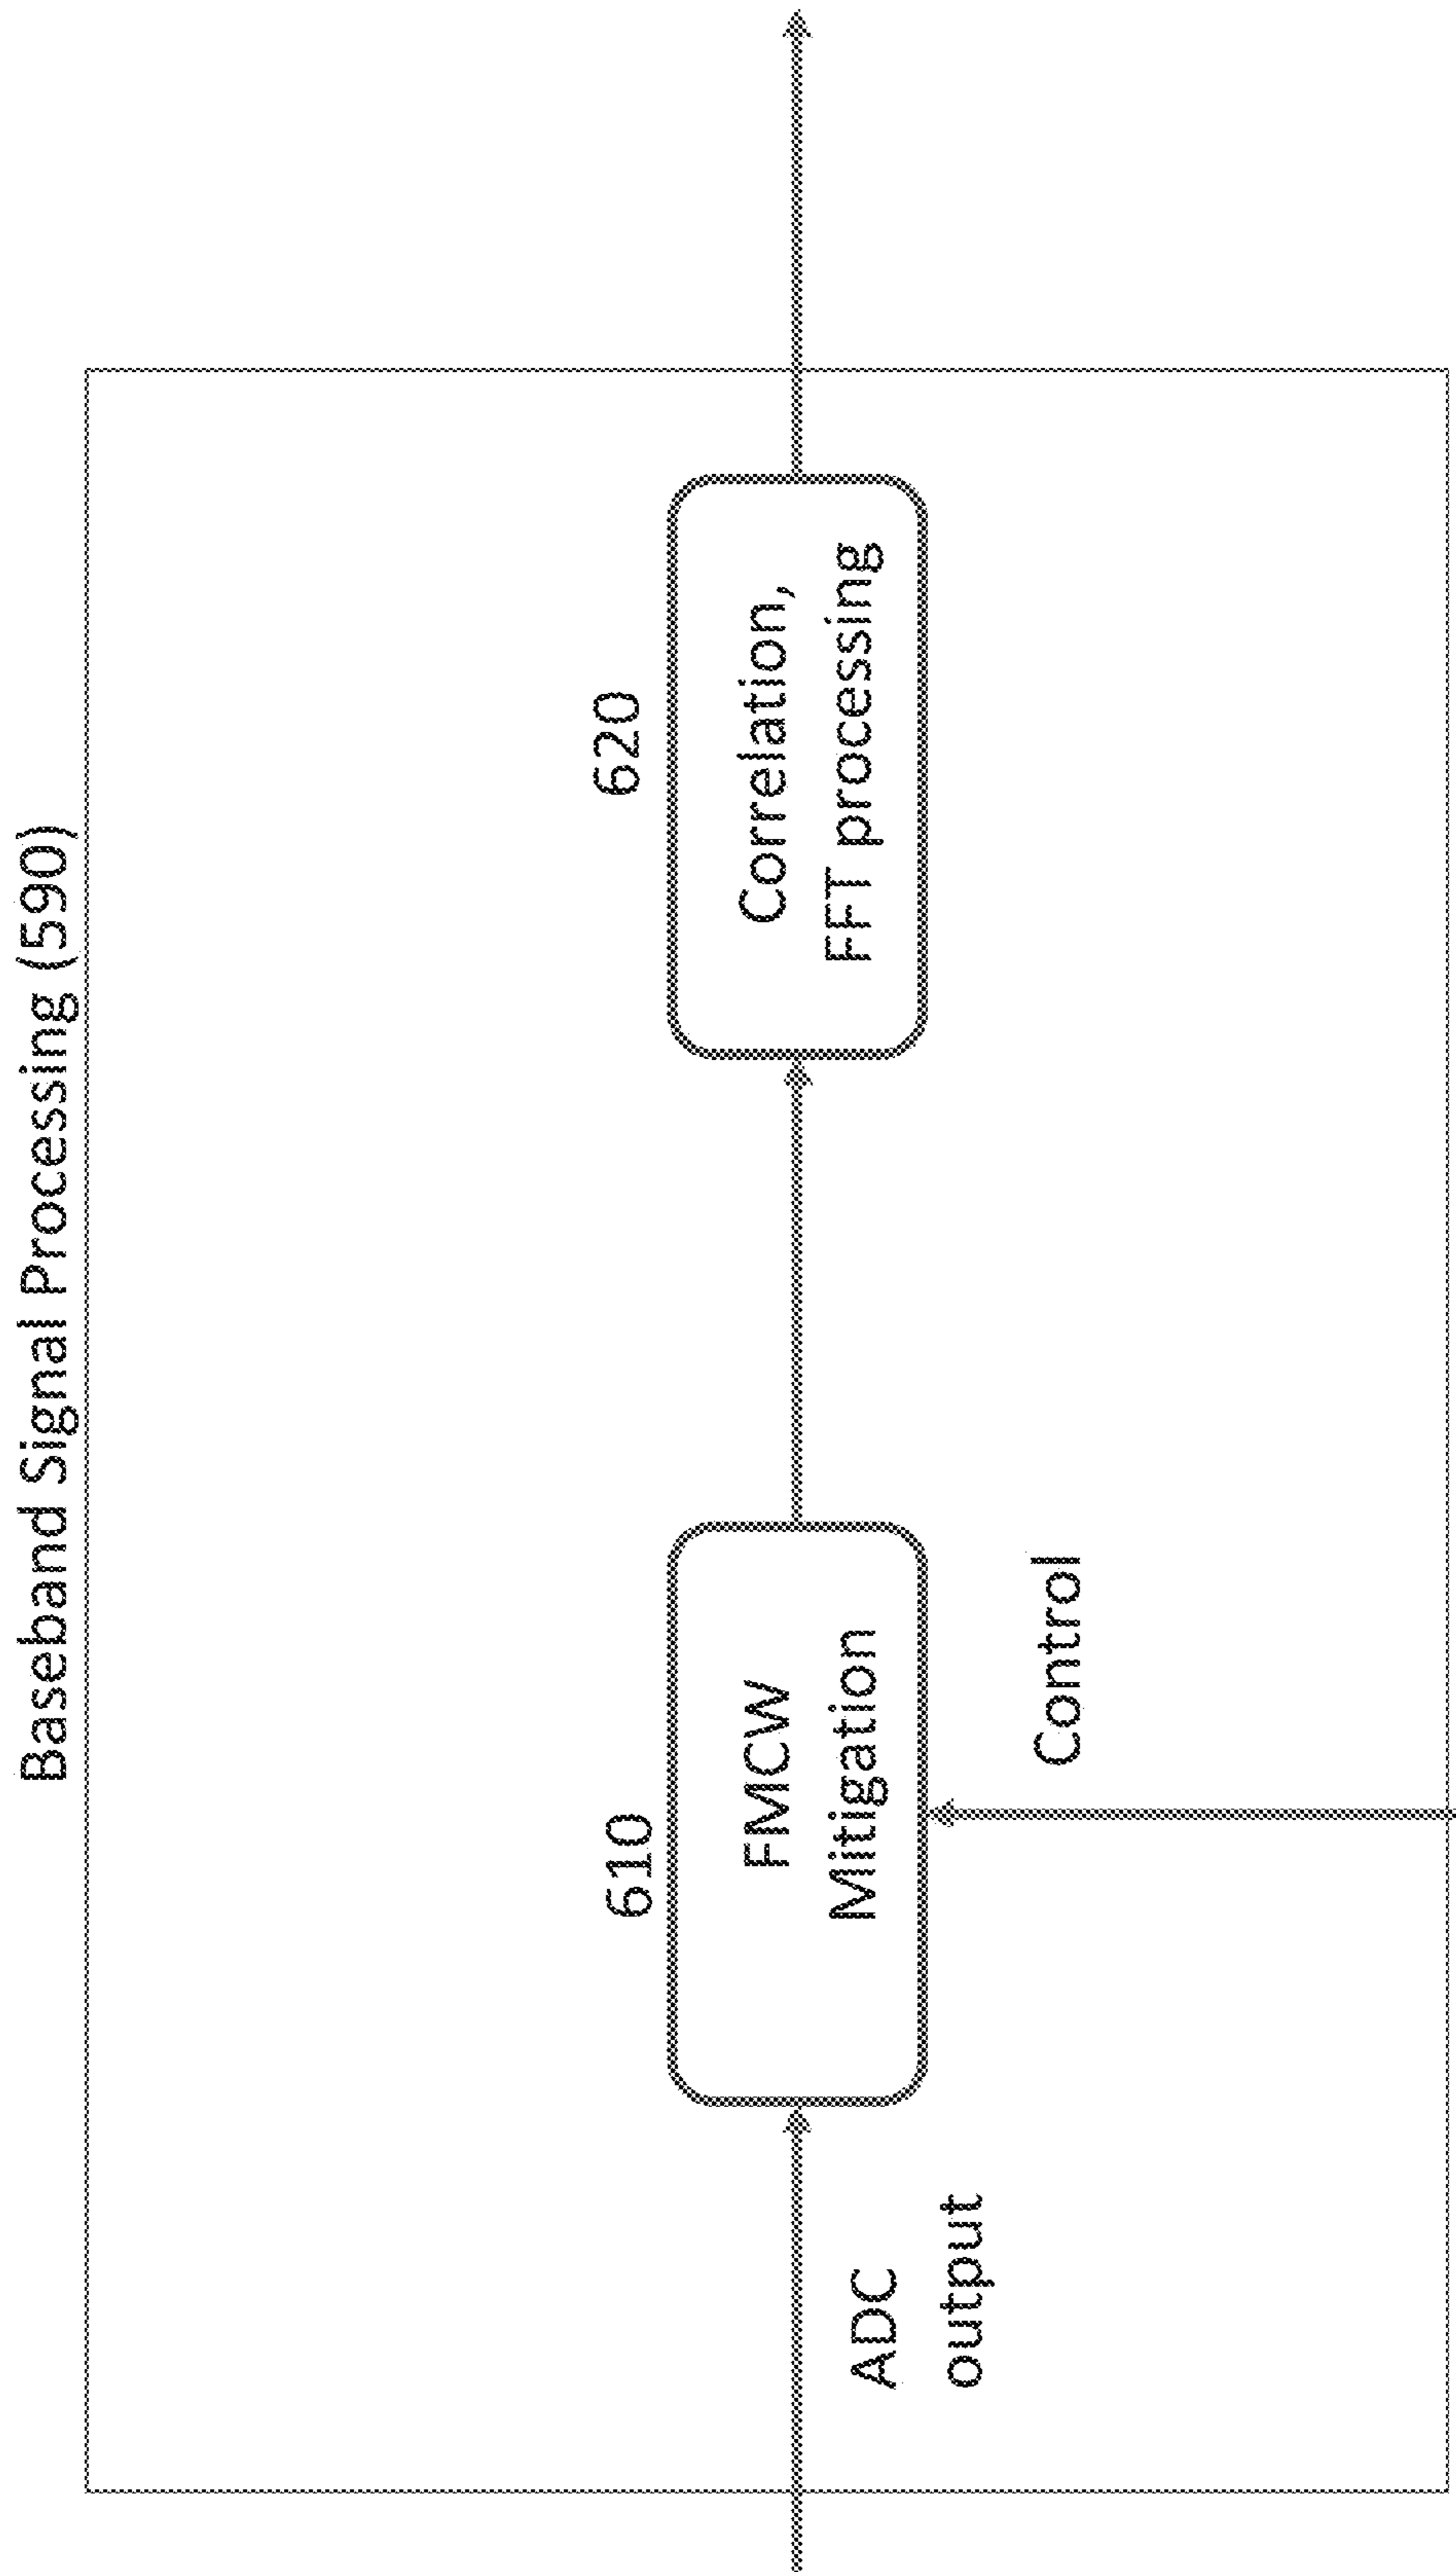 Baseband Signal Processing (590)
610
FMCW
Mitigation
620
Correlation,
FFT processing
ADC
output
Control